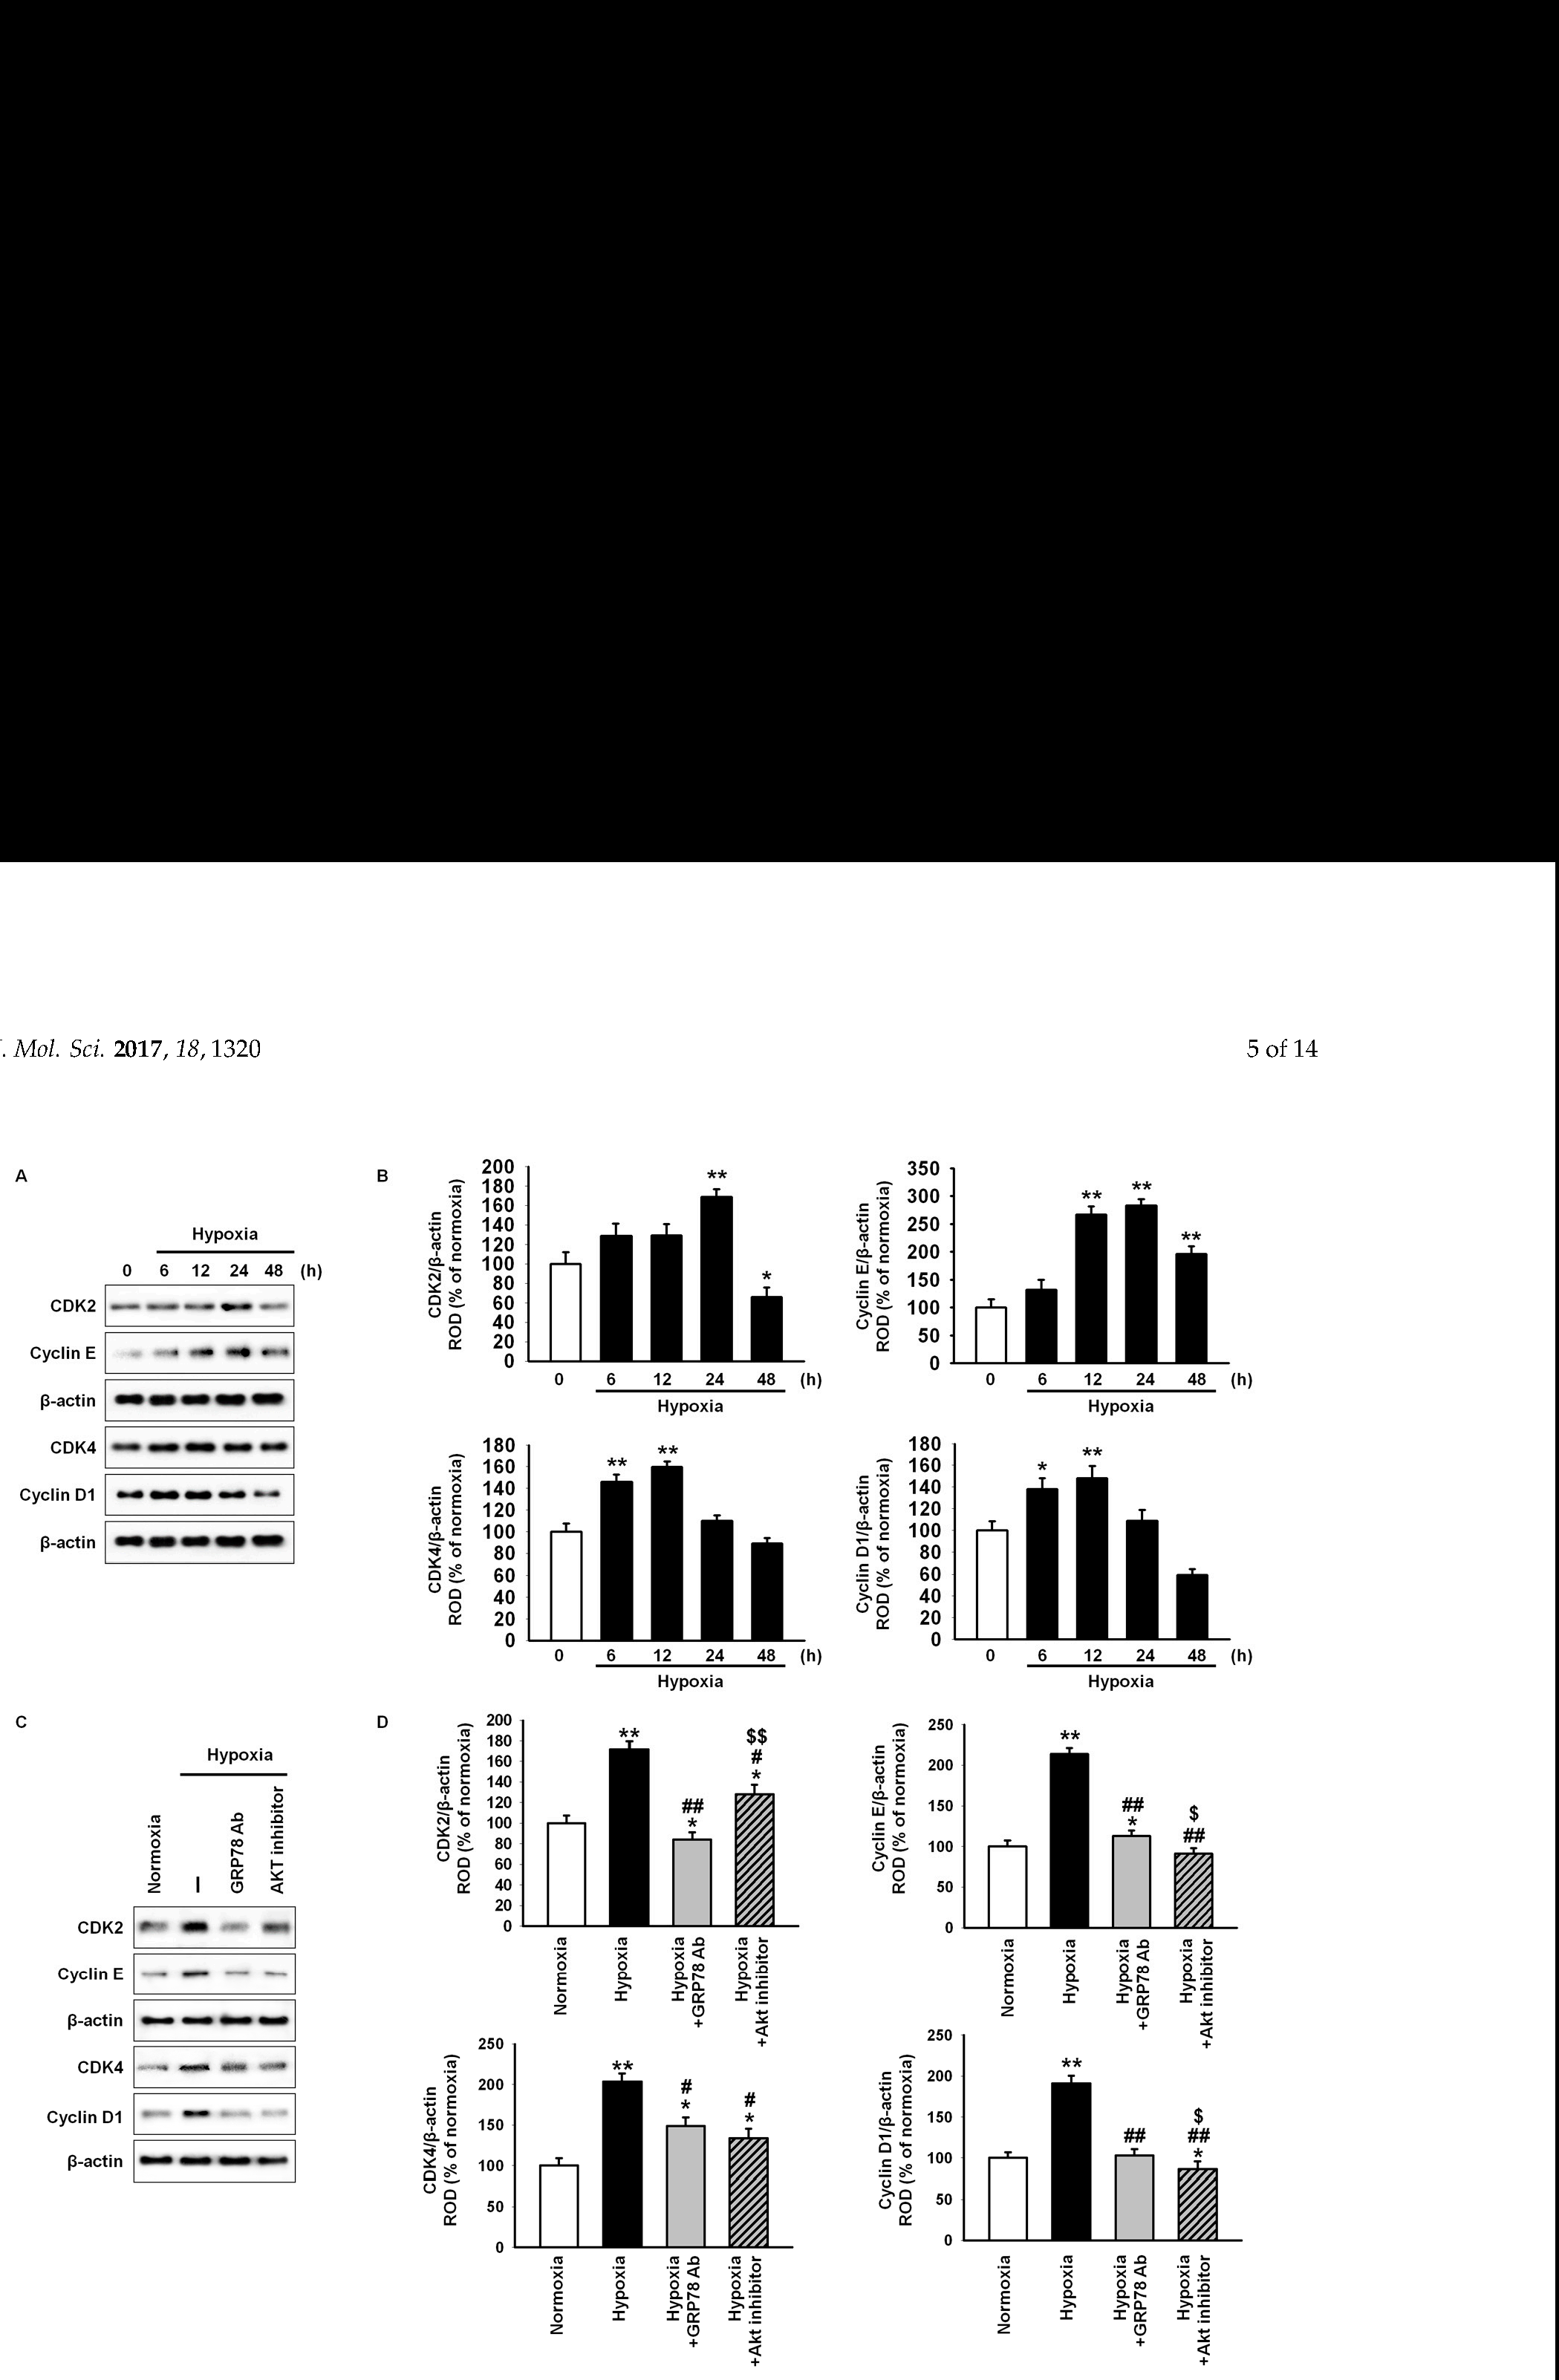 . Mol. Sci. 2017, 18, 1320
5 of 14
A
Hypoxia
0 6 12 24 48 (h)
CDK2
Cyclin E
β-actin
CDK4
Cyclin D1
β-actin
B
CDK2/β-actin
ROD (% of normoxia)
200
180
160
140
120
100
80
60
40
20
0
**
*
0 6 12 24 48 (h)
Hypoxia
Cyclin E/β-actin
ROD (% of normoxia)
350
300
250
200
150
100
50
0
** ** **
0 6 12 24 48 (h)
Hypoxia
CDK4/β-actin
ROD (% of normoxia)
180
160
140
120
100
80
60
40
20
0
** **
0 6 12 24 48 (h)
Hypoxia
Cyclin D1/β-actin
ROD (% of normoxia)
180
160
140
120
100
80
60
40
20
0
* **
0 6 12 24 48 (h)
Hypoxia
C
Hypoxia
Normoxia
–
GRP78 Ab
AKT inhibitor
CDK2
Cyclin E
β-actin
CDK4
Cyclin D1
β-actin
D
CDK2/β-actin
ROD (% of normoxia)
200
180
160
140
120
100
80
60
40
20
0
**
##
*
$$
#
*
Normoxia
Hypoxia
Hypoxia
+GRP78 Ab
Hypoxia
+Akt inhibitor
Cyclin E/β-actin
ROD (% of normoxia)
250
200
150
100
50
0
**
##
*
$
##
Normoxia
Hypoxia
Hypoxia
+GRP78 Ab
Hypoxia
+Akt inhibitor
CDK4/β-actin
ROD (% of normoxia)
250
200
150
100
50
0
**
#
*
#
*
Normoxia
Hypoxia
Hypoxia
+GRP78 Ab
Hypoxia
+Akt inhibitor
Cyclin D1/β-actin
ROD (% of normoxia)
250
200
150
100
50
0
**
##
$
##
*
Normoxia
Hypoxia
Hypoxia
+GRP78 Ab
Hypoxia
+Akt inhibitor